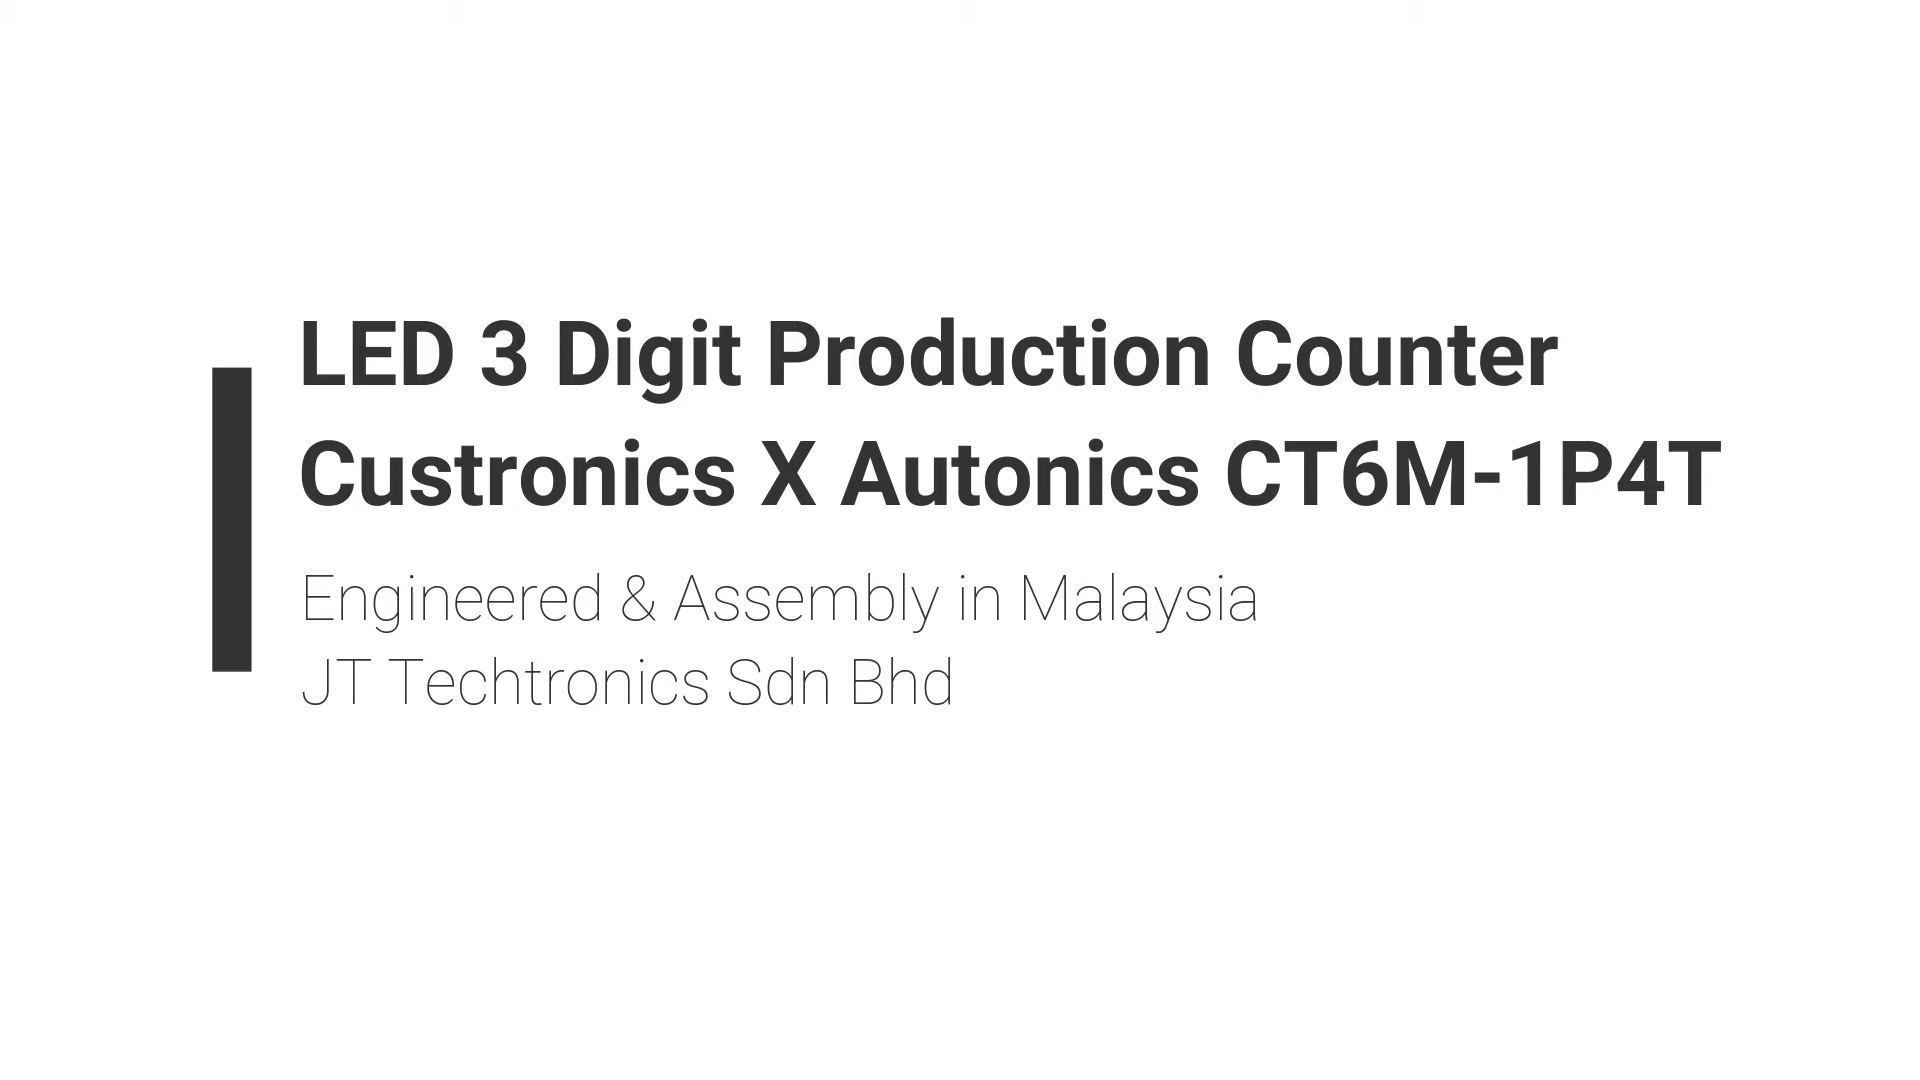 LED 3 Digit Production Counter
Custronics X Autonics CT6M-1P4T
Engineered & Assembly in Malaysia
JT Techtronics Sdn Bhd